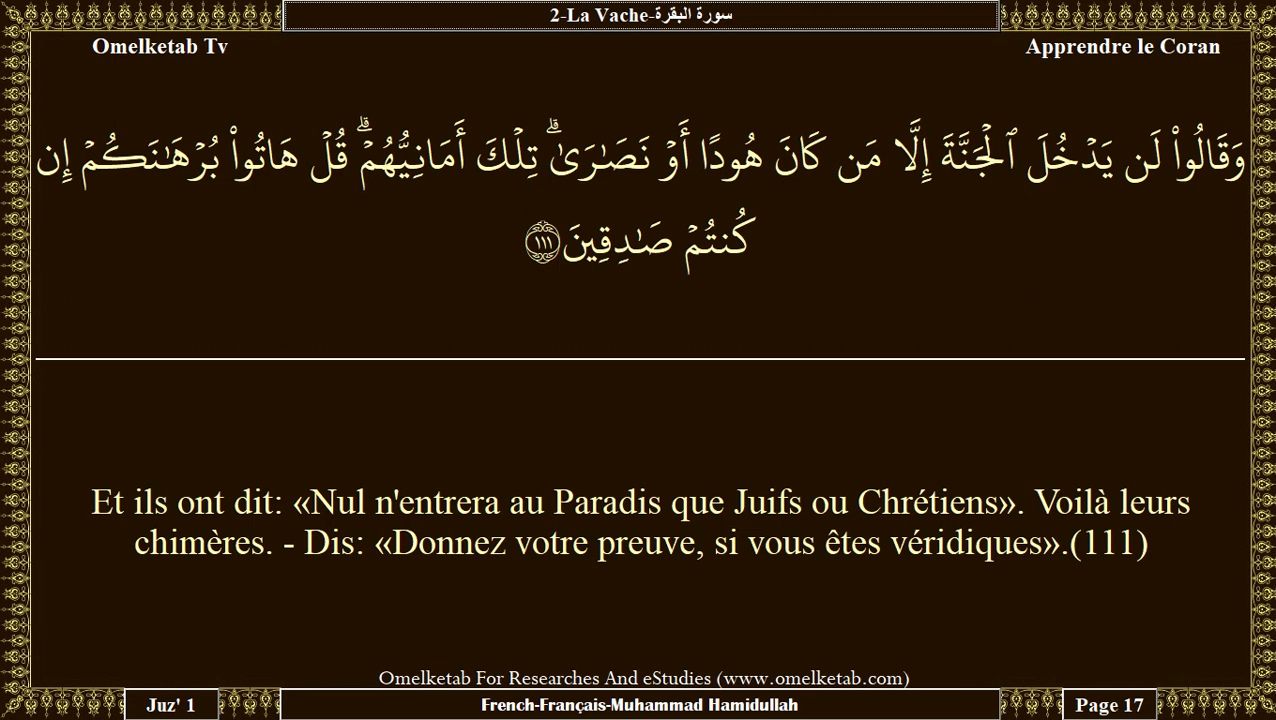 2-La Vache-سورة البقرة
Omelketab Tv
Apprendre le Coran
وَقَالُوا۟ لَن يَدْخُلَ ٱلْجَنَّةَ إِلَّا مَن كَانَ هُودًا أَوْ نَصَـٰرَىٰ ۗ تِلْكَ أَمَانِيُّهُمْ ۗ قُلْ هَاتُوا۟ بُرْهَـٰنَكُمْ إِن
كُنتُمْ صَـٰدِقِينَ ١١١
Et ils ont dit: «Nul n'entrera au Paradis que Juifs ou Chrétiens». Voilà leurs
chimères. - Dis: «Donnez votre preuve, si vous êtes véridiques».(111)
Omelketab For Researches And eStudies (www.omelketab.com)
Juz' 1
French-Français-Muhammad Hamidullah
Page 17